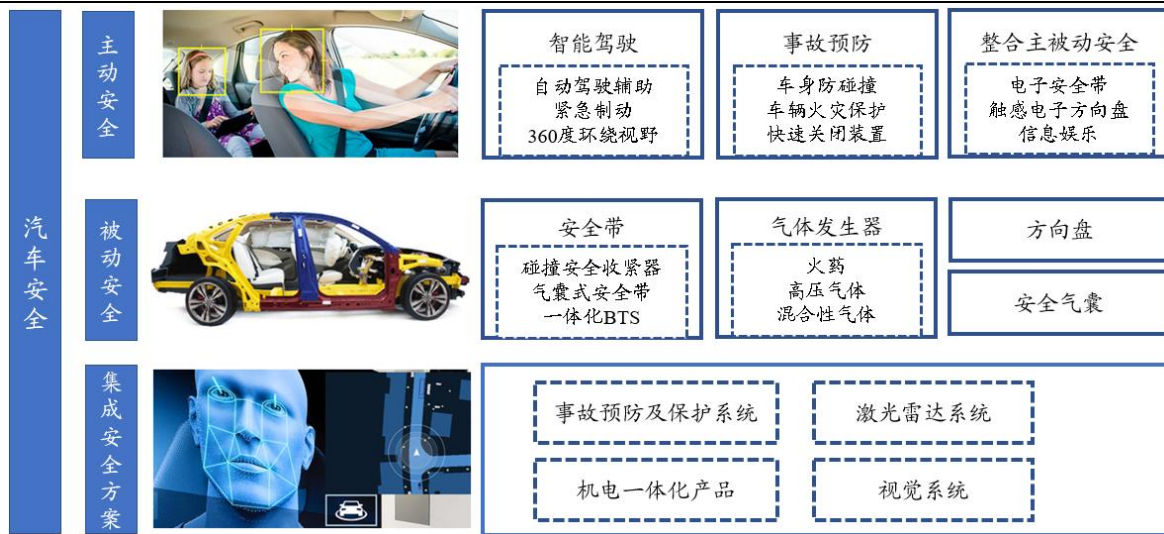 汽车安全
主动安全
智能驾驶
自动驾驶辅助
紧急制动
360度环绕视野
事故预防
车身防碰撞
车辆火灾保护
快速关闭装置
整合主被动安全
电子安全带
触感电子方向盘
信息娱乐
被动安全
安全带
碰撞安全收紧器
气囊式安全带
一体化BTS
气体发生器
火药
高压气体
混合性气体
方向盘
安全气囊
集成安全方案
事故预防及保护系统
激光雷达系统
机电一体化产品
视觉系统